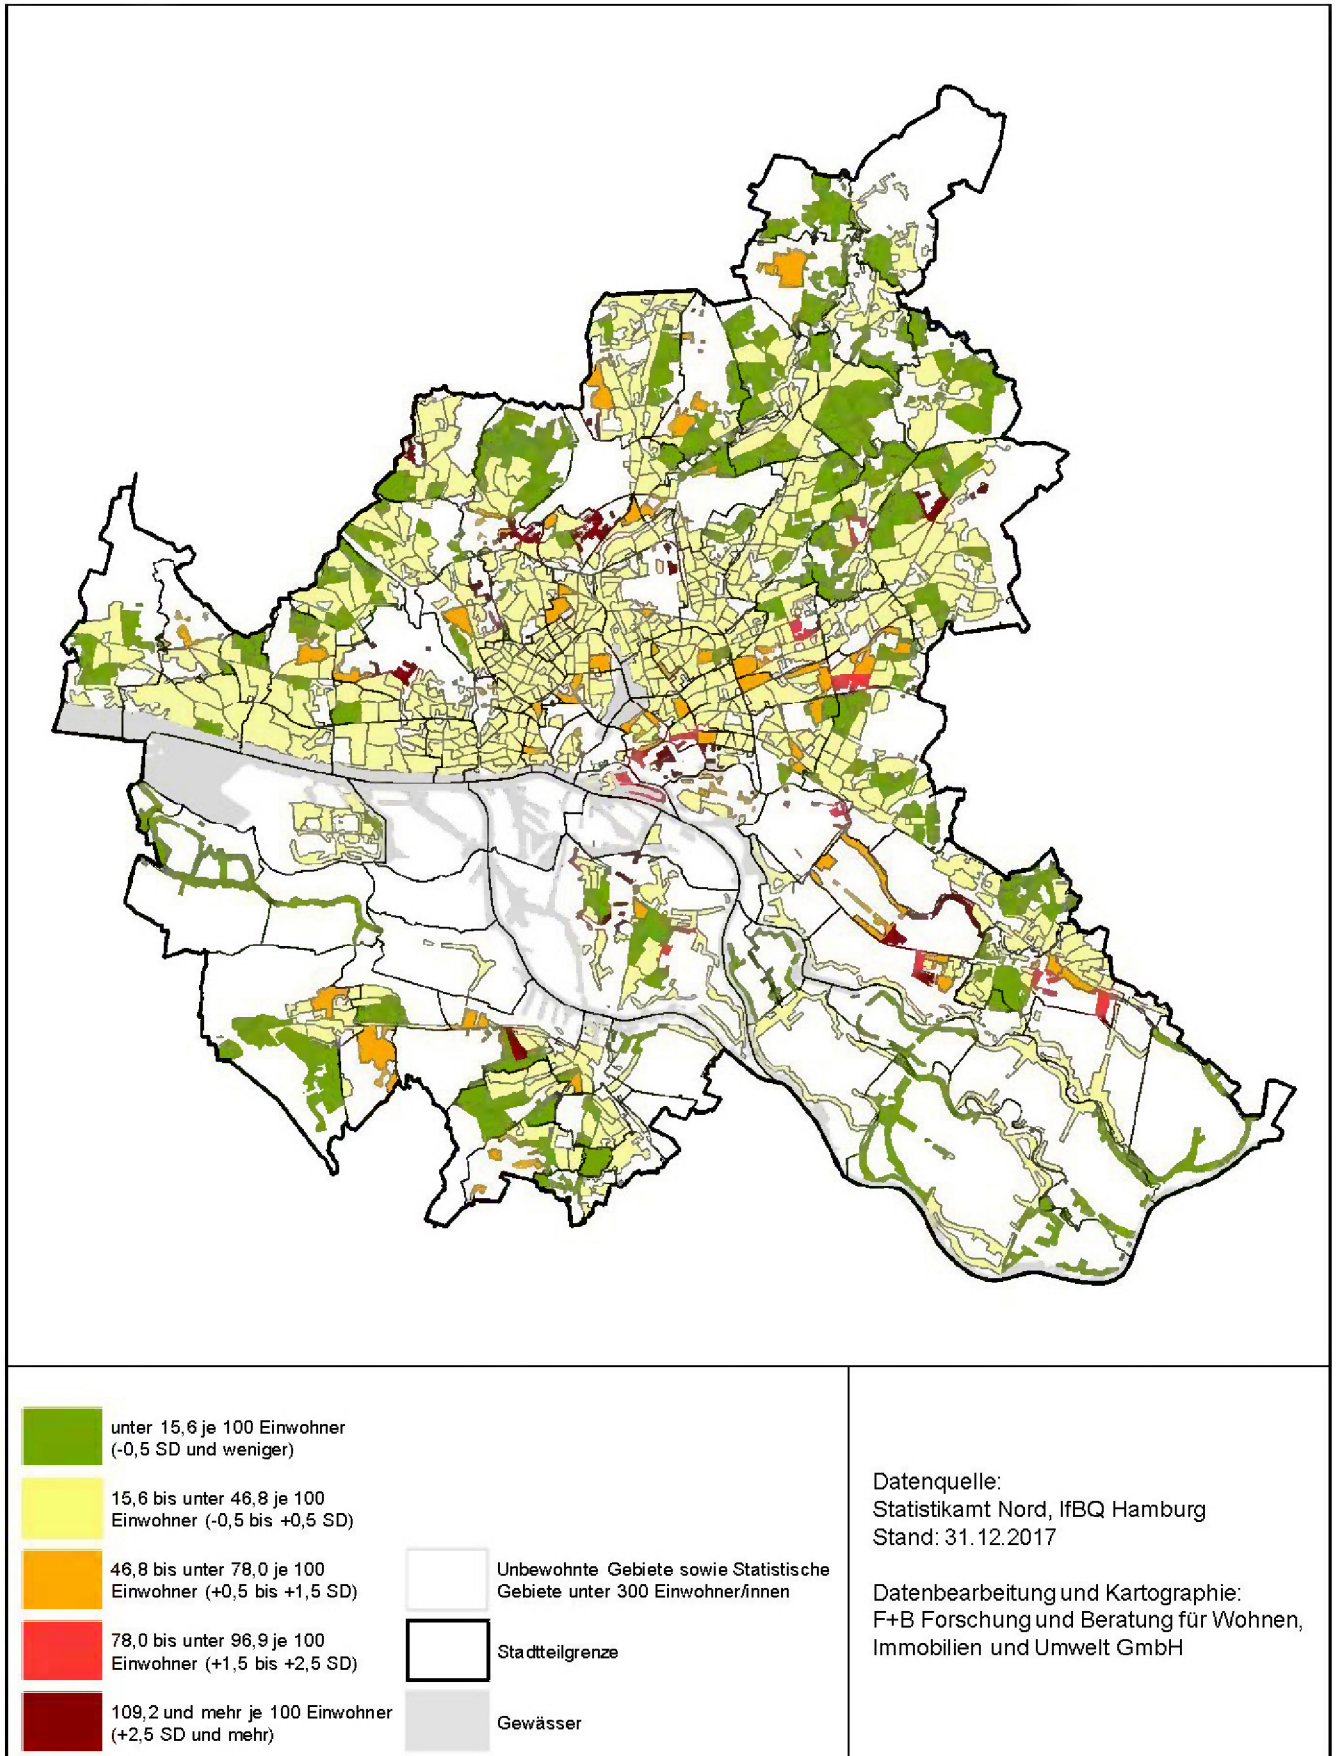 unter 15,6 je 100 Einwohner
(-0,5 SD und weniger)
15,6 bis unter 46,8 je 100
Einwohner (-0,5 bis +0,5 SD)
46,8 bis unter 78,0 je 100
Einwohner (+0,5 bis +1,5 SD)
78,0 bis unter 96,9 je 100
Einwohner (+1,5 bis +2,5 SD)
109,2 und mehr je 100 Einwohner
(+2,5 SD und mehr)
Unbewohnte Gebiete sowie Statistische
Gebiete unter 300 Einwohner/innen
Stadtteilgrenze
Gewässer
Datenquelle:
Statistikamt Nord, IfBQ Hamburg
Stand: 31.12.2017
Datenbearbeitung und Kartographie:
F+B Forschung und Beratung für Wohnen,
Immobilien und Umwelt GmbH